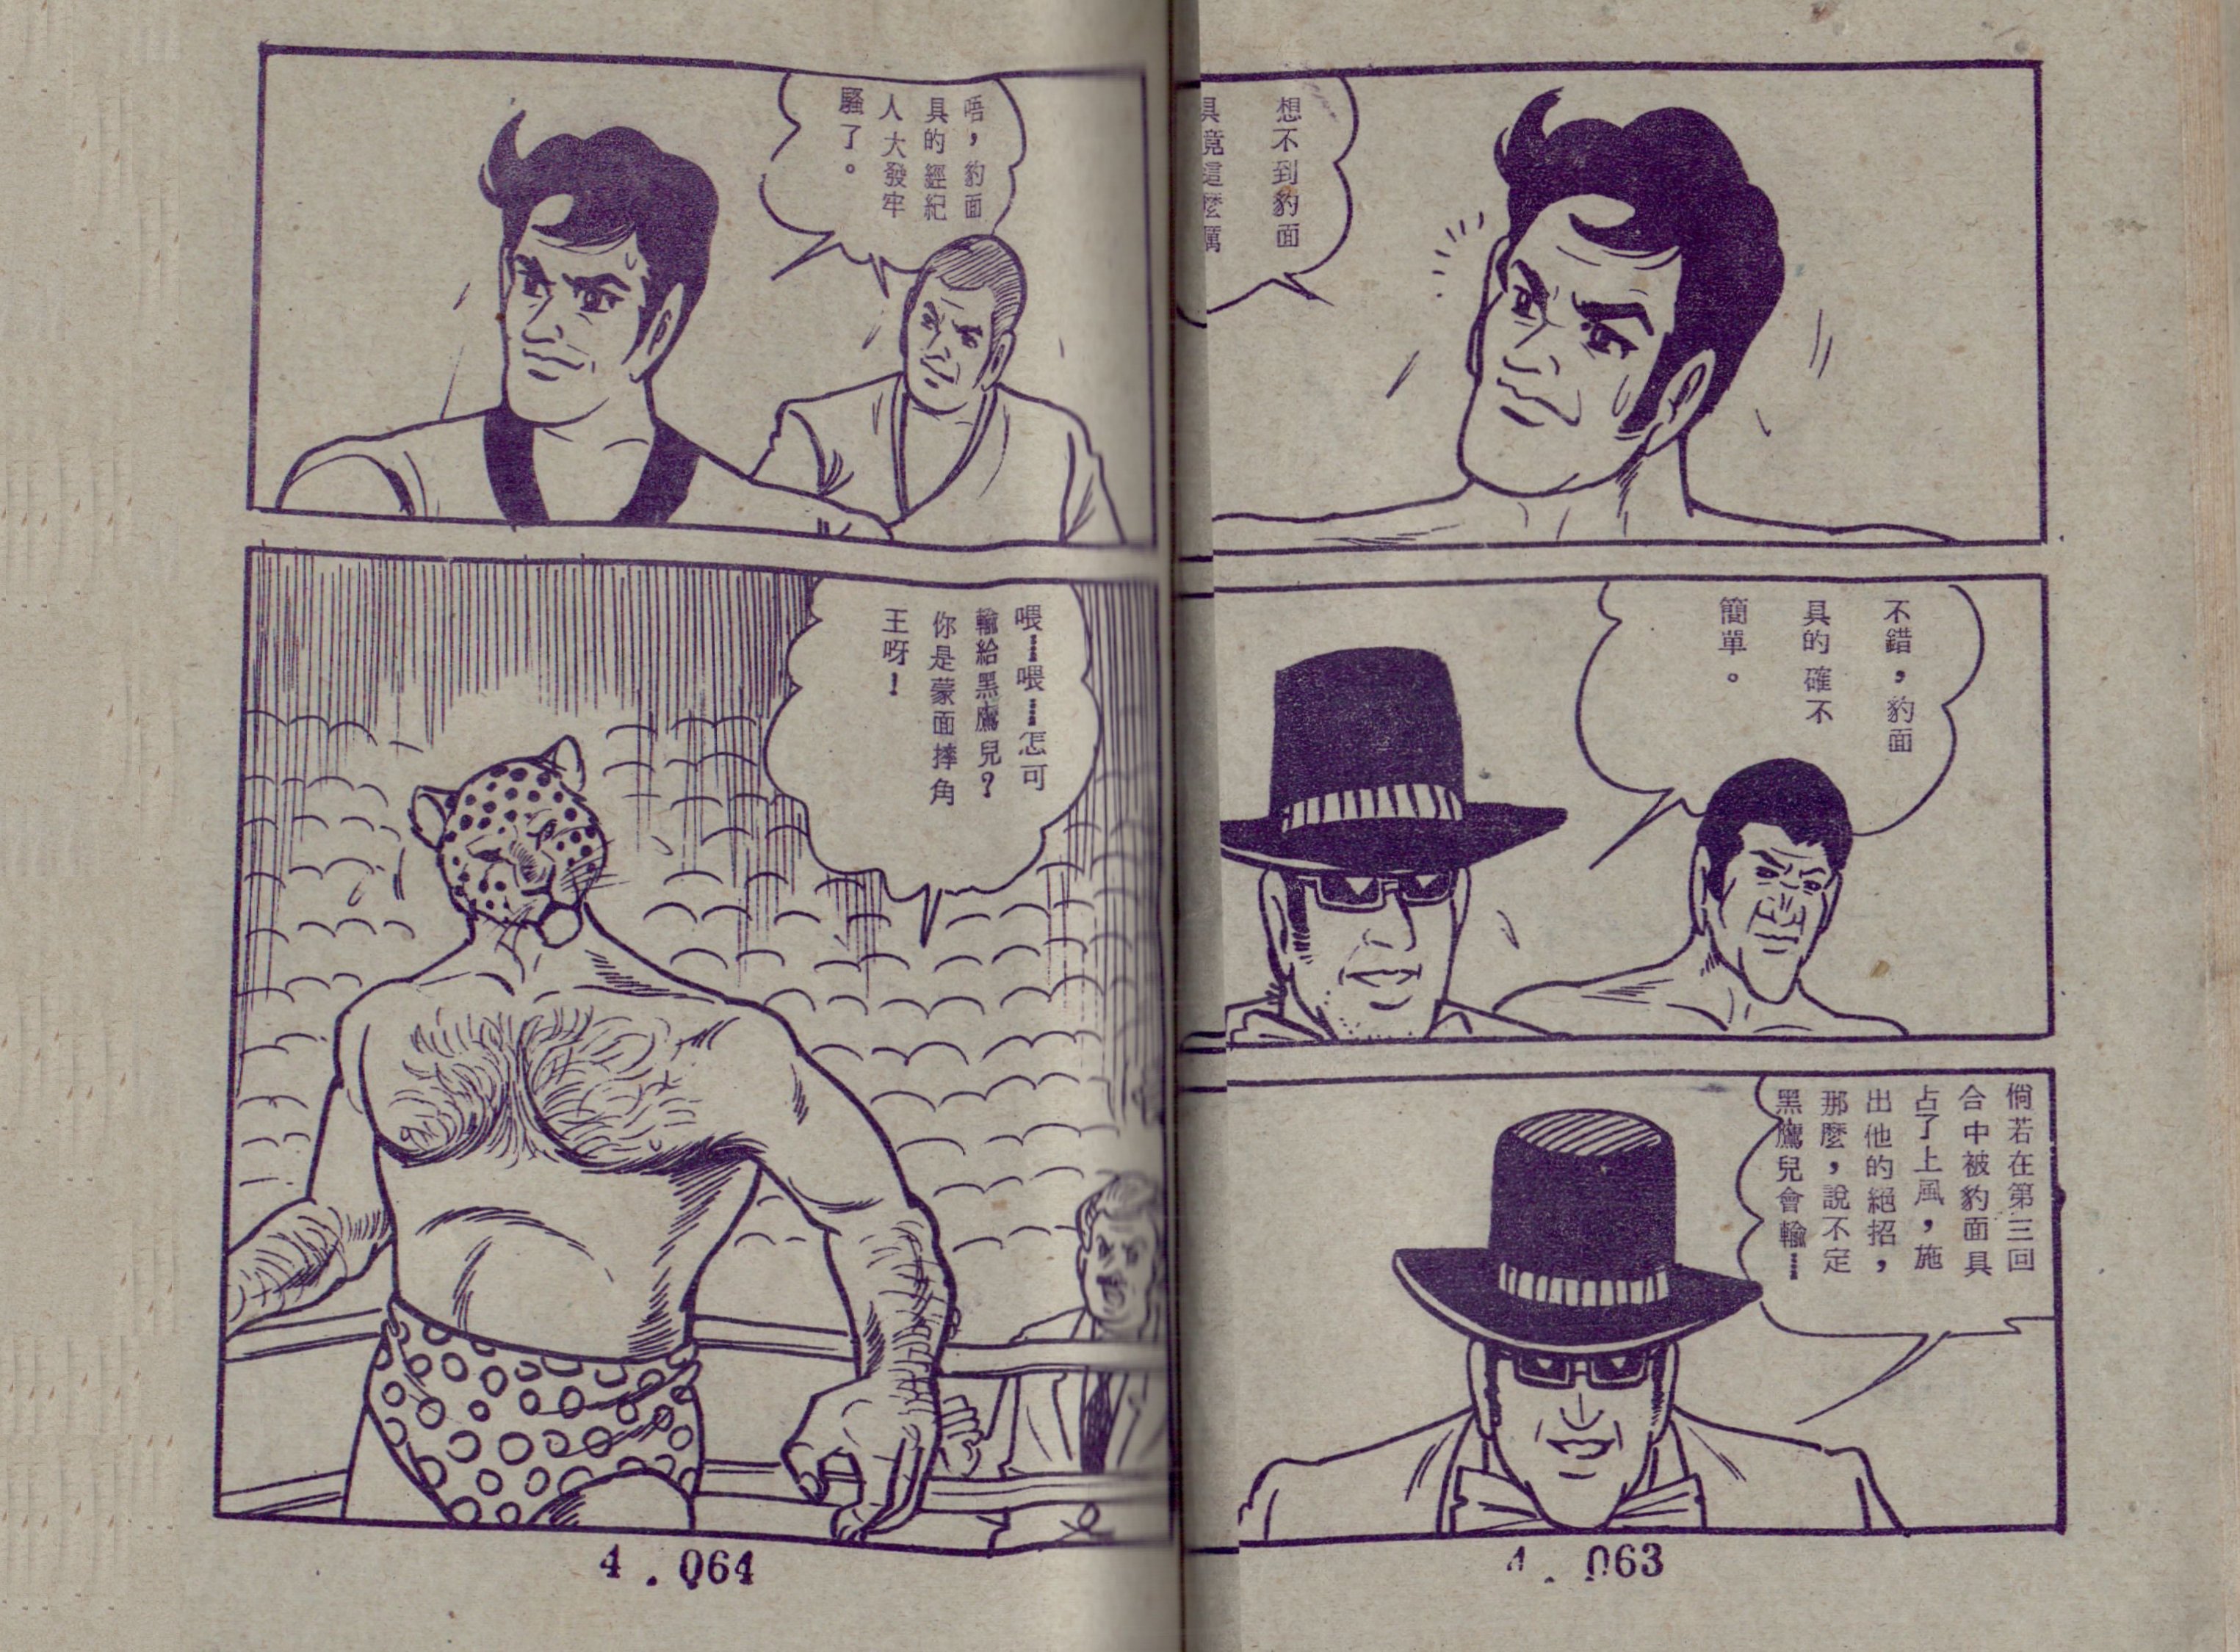 想不到豹面
具竟這麼厲
不錯，豹面
具的確不
簡單。
倘若在第三回
合中被豹面具
占了上風，施
出他的絕招，
那麼，說不定
黑鷹兒會輸……
4.063
唔，豹面
具的經紀
人大發牢
騷了。
喂……喂……怎可
輸給黑鷹兒？
你是蒙面摔角
王呀！
4.064